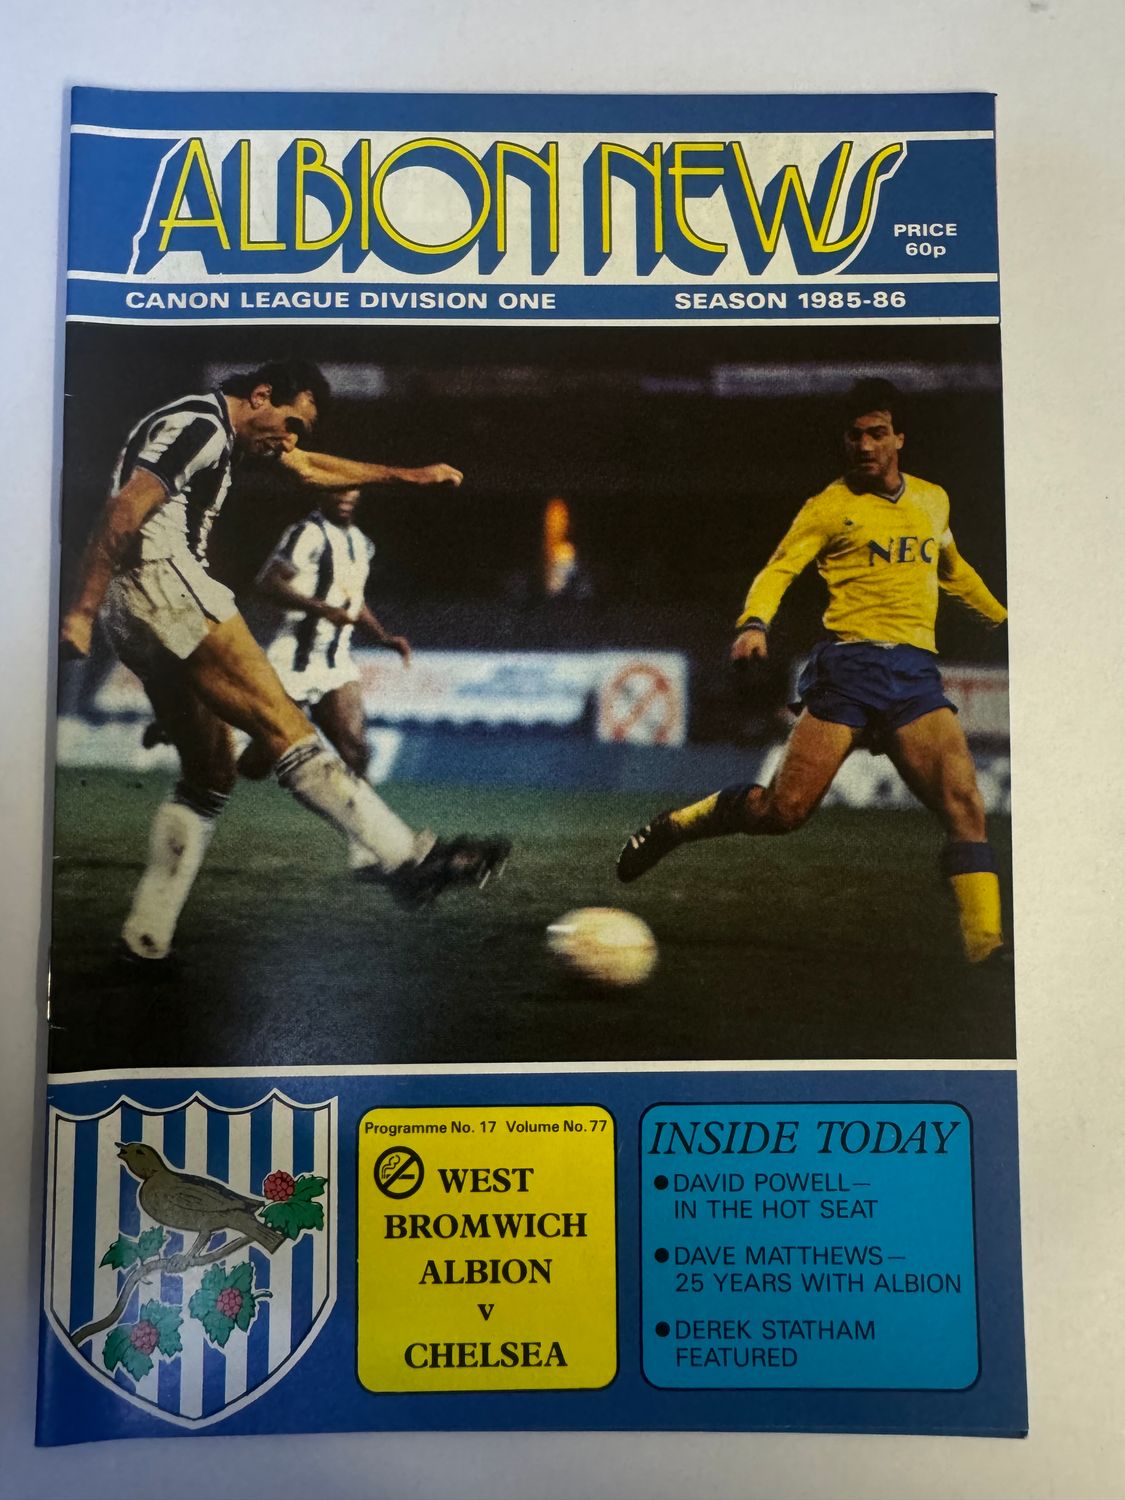 ALBION NEWS
PRICE
60p
CANON LEAGUE DIVISION ONE
SEASON 1985-86
NEC
Programme No. 17 Volume No. 77
WEST
BROMWICH
ALBION
v
CHELSEA
INSIDE TODAY
● DAVID POWELL—
IN THE HOT SEAT
● DAVE MATTHEWS—
25 YEARS WITH ALBION
● DEREK STATHAM
FEATURED